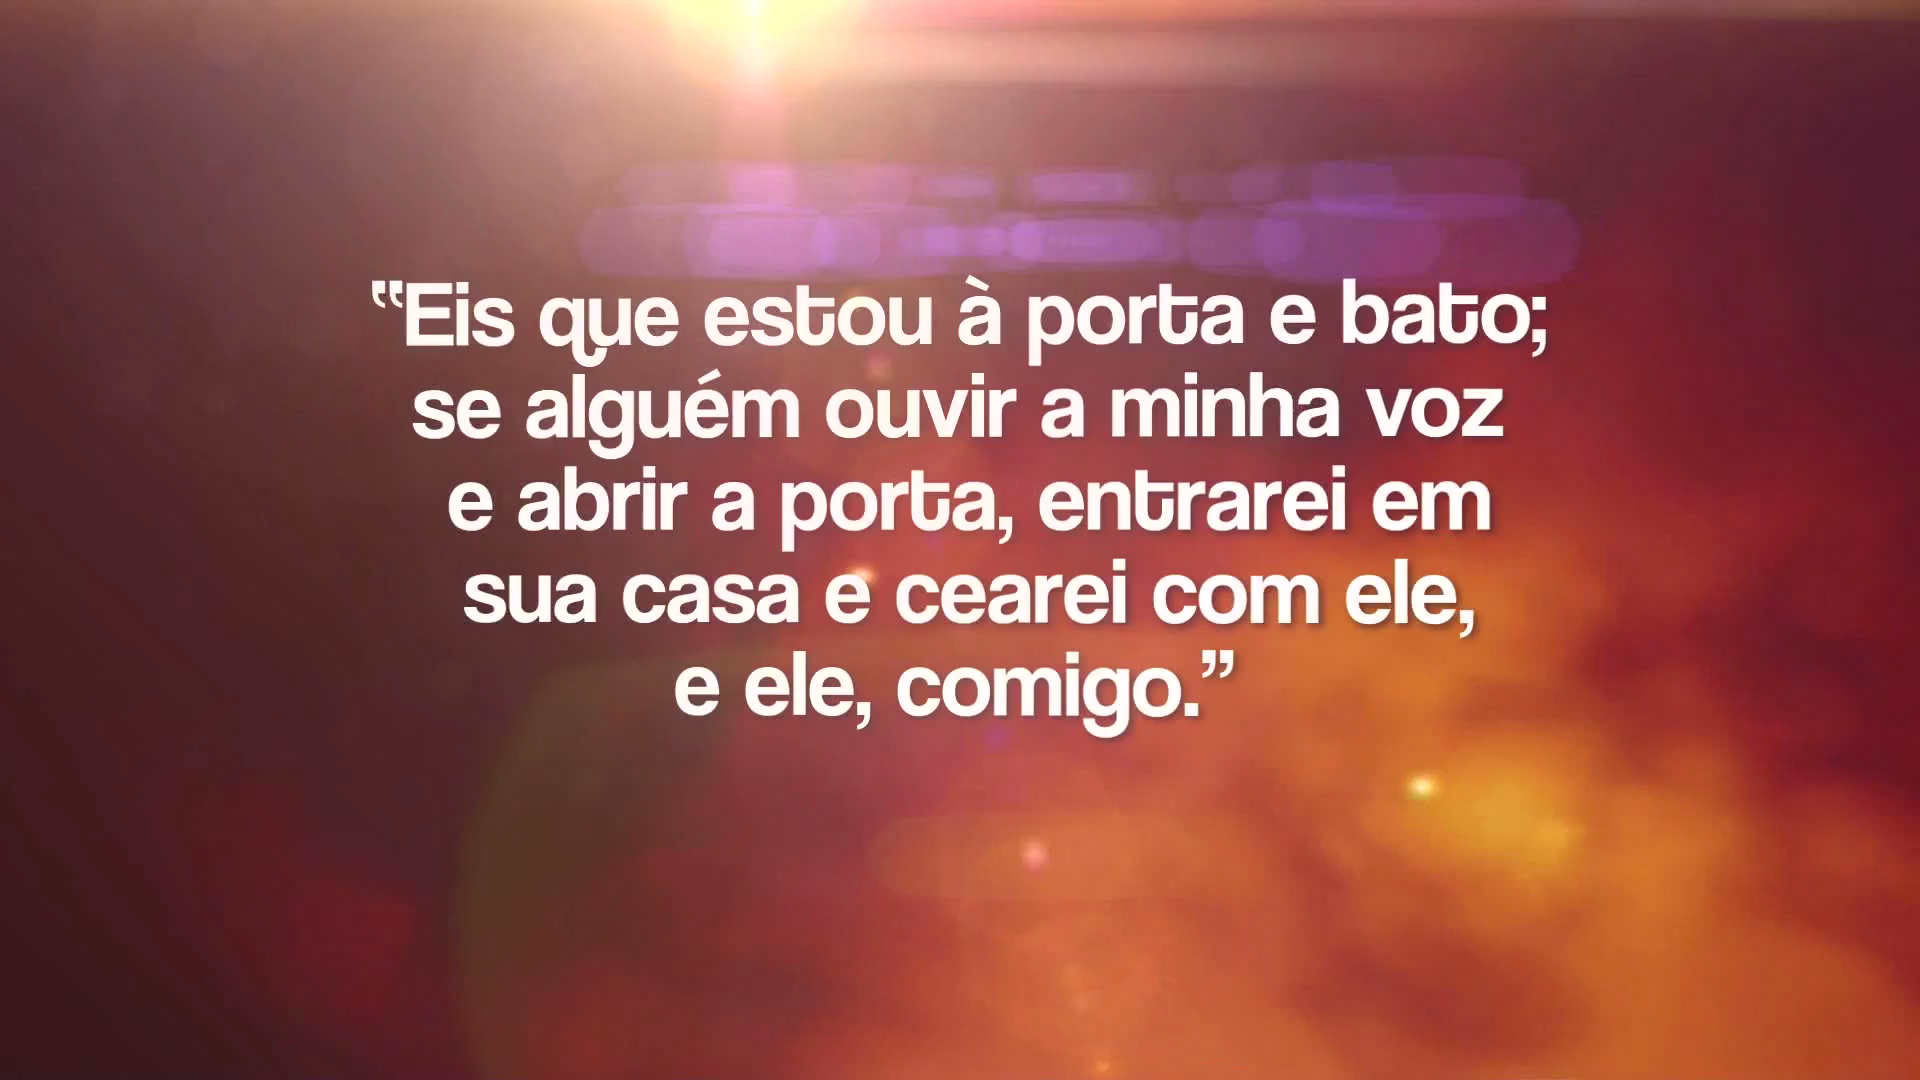 “Eis que estou à porta e bato;
se alguém ouvir a minha voz
e abrir a porta, entrarei em
sua casa e cearei com ele,
e ele, comigo.”